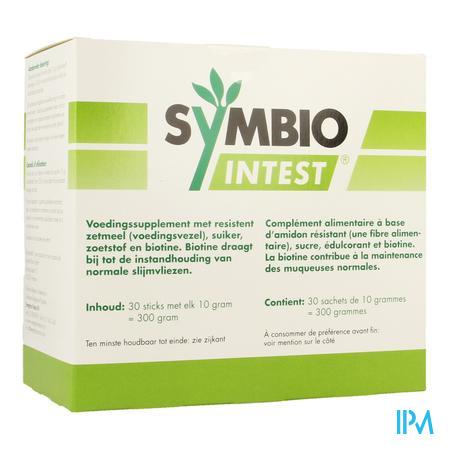 SYMBIO
INTEST®
Voedingssupplement met resistent
zetmeel (voedingsvezel), suiker,
zoetstof en biotine. Biotine draagt
bij tot de instandhouding van
normale slijmvliezen.
Inhoud: 30 sticks met elk 10 gram
= 300 gram
Ten minste houdbaar tot einde: zie zijkant
Complément alimentaire à base
d'amidon résistant (une fibre alimen-
taire), sucre, édulcorant et biotine.
La biotine contribue à la maintenance
des muqueuses normales.
Contient: 30 sachets de 10 grammes
= 300 grammes
À consommer de préférence avant fin:
voir mention sur le côté
IPM